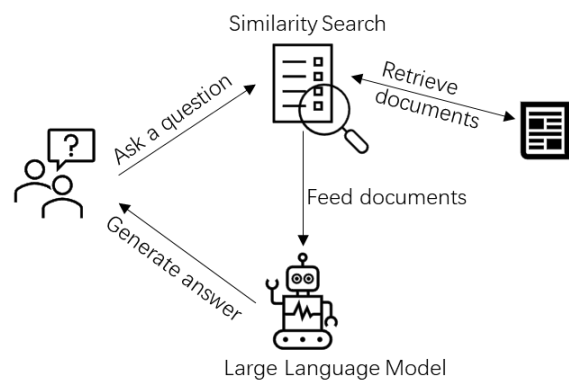 Similarity Search
Ask a question
?
Retrieve
documents
Feed documents
Generate answer
Large Language Model